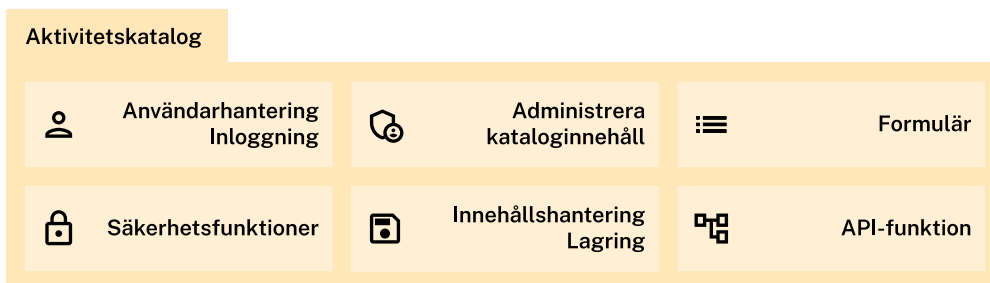 Aktivitetskatalog
Användarhantering
Inloggning
Administrera
kataloginnehåll
Formulär
Säkerhetsfunktioner
Innehållshantering
Lagring
API-funktion